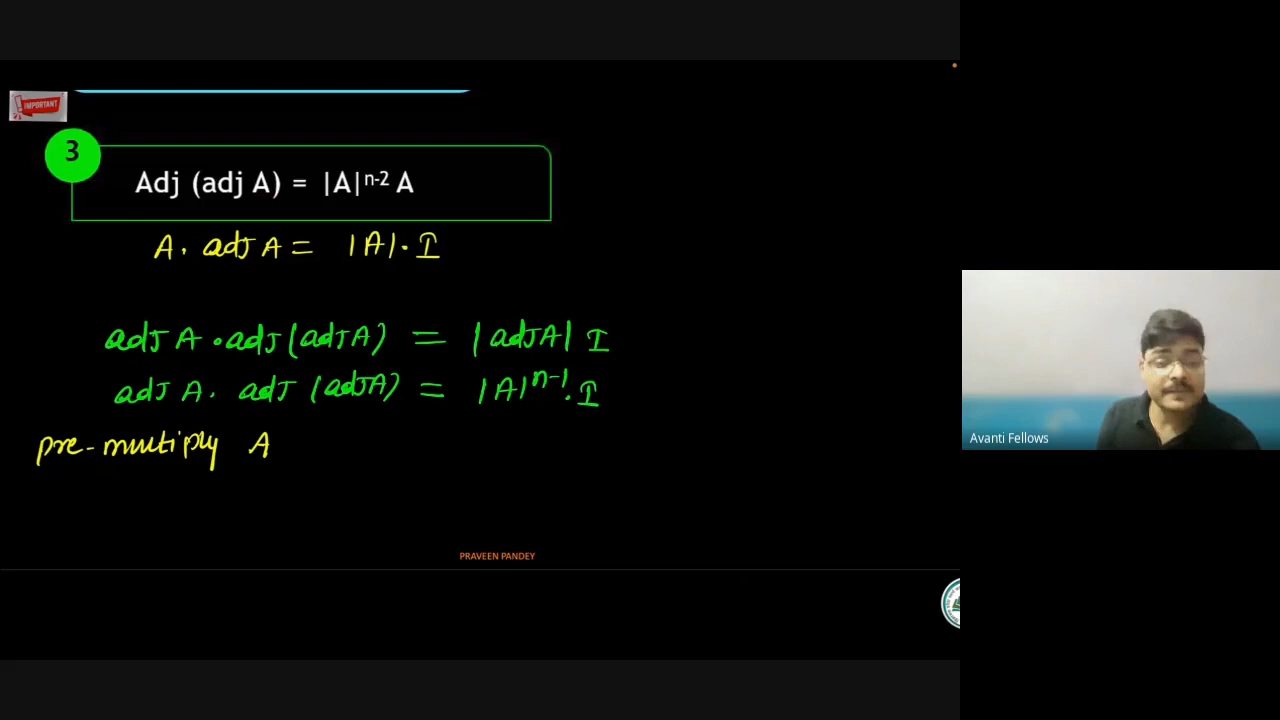 IMPORTANT
3
Adj (adj A) = |A|ⁿ⁻² A
A. adj A = |A|. I
adj A . adj (adj A) = |adj A| I
adj A. adj (adj A) = |A|ⁿ⁻¹. I
pre-multiply A
Avanti Fellows
PRAVEEN PANDEY